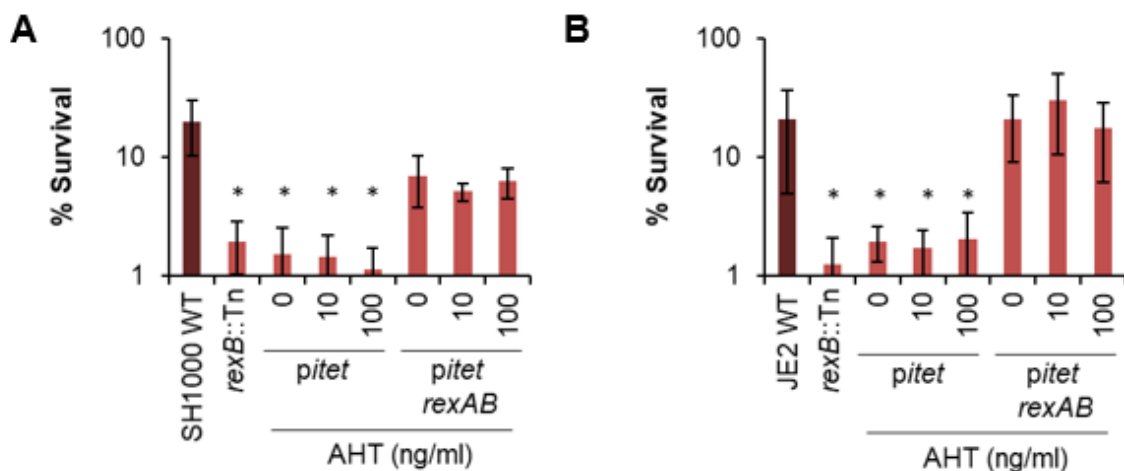 A
% Survival
100
10
1
*
*
*
*
SH1000 WT
rexB::Tn
0
10
100
0
10
100
pitet
pitet
rexAB
AHT (ng/ml)
B
% Survival
100
10
1
*
*
*
*
JE2 WT
rexB::Tn
0
10
100
0
10
100
pitet
pitet
rexAB
AHT (ng/ml)